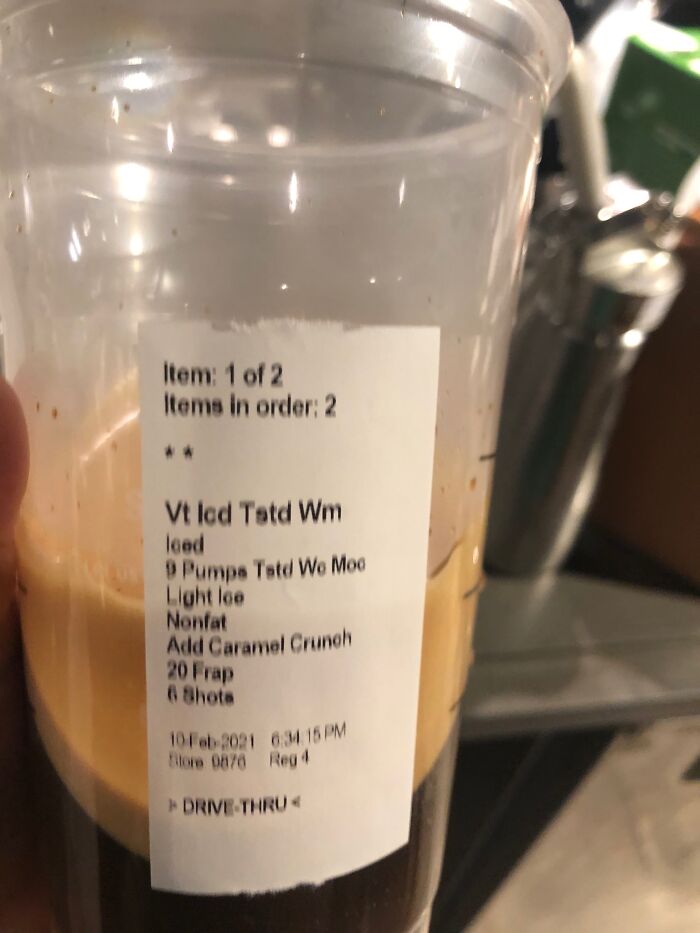 Item: 1 of 2
Items in order: 2
* *
Vt Icd Tstd Wm
Iced
9 Pumps Tstd Wc Moc
Light Ice
Nonfat
Add Caramel Crunch
20 Frap
6 Shots
10-Feb-2021 6:34:15 PM
Store 9876 Reg 4
> DRIVE-THRU <